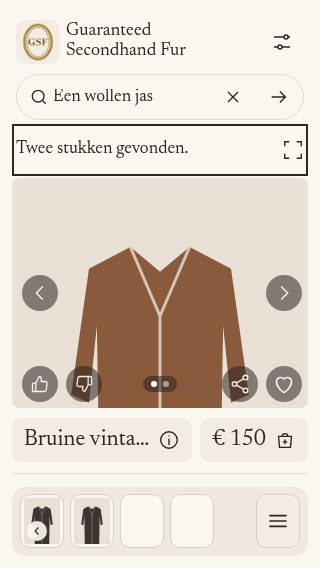 GSF
Guaranteed
Secondhand Fur
Een wollen jas
Twee stukken gevonden.
Bruine vinta...
€ 150